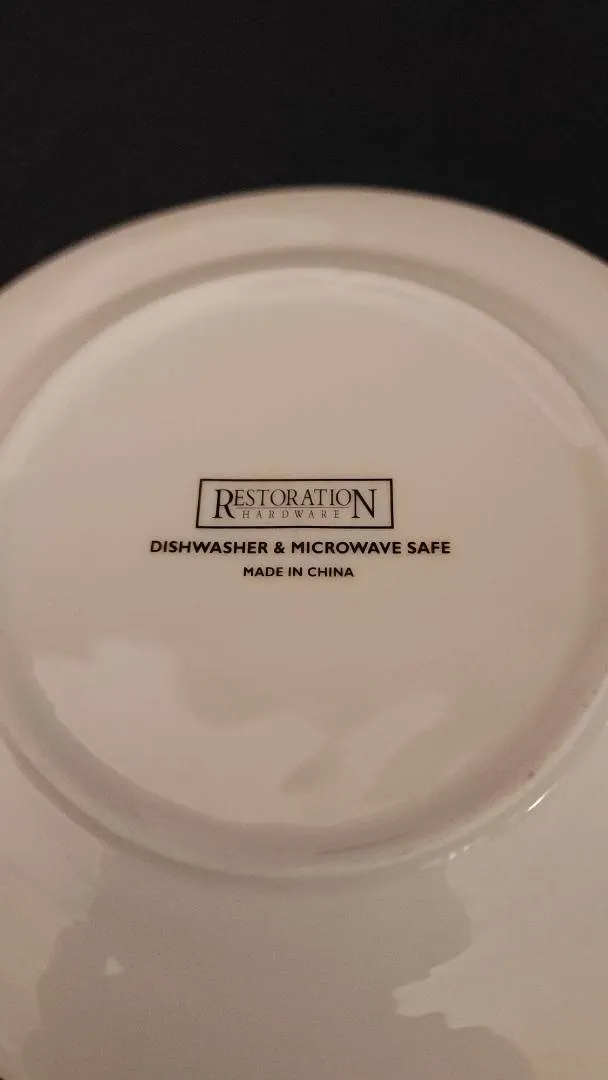 RESTORATION
HARDWARE
DISHWASHER & MICROWAVE SAFE
MADE IN CHINA